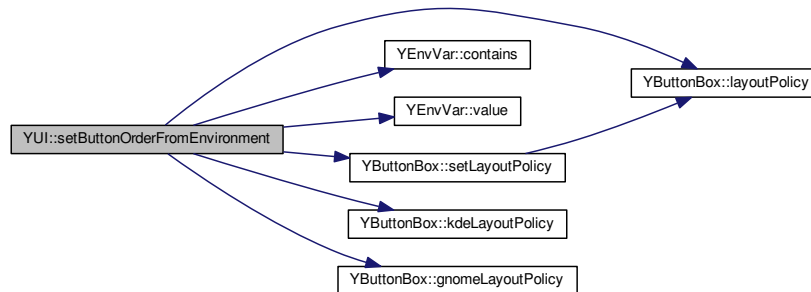 YUI::setButtonOrderFromEnvironment
YEnvVar::contains
YEnvVar::value
YButtonBox::setLayoutPolicy
YButtonBox::kdeLayoutPolicy
YButtonBox::gnomeLayoutPolicy
YButtonBox::layoutPolicy